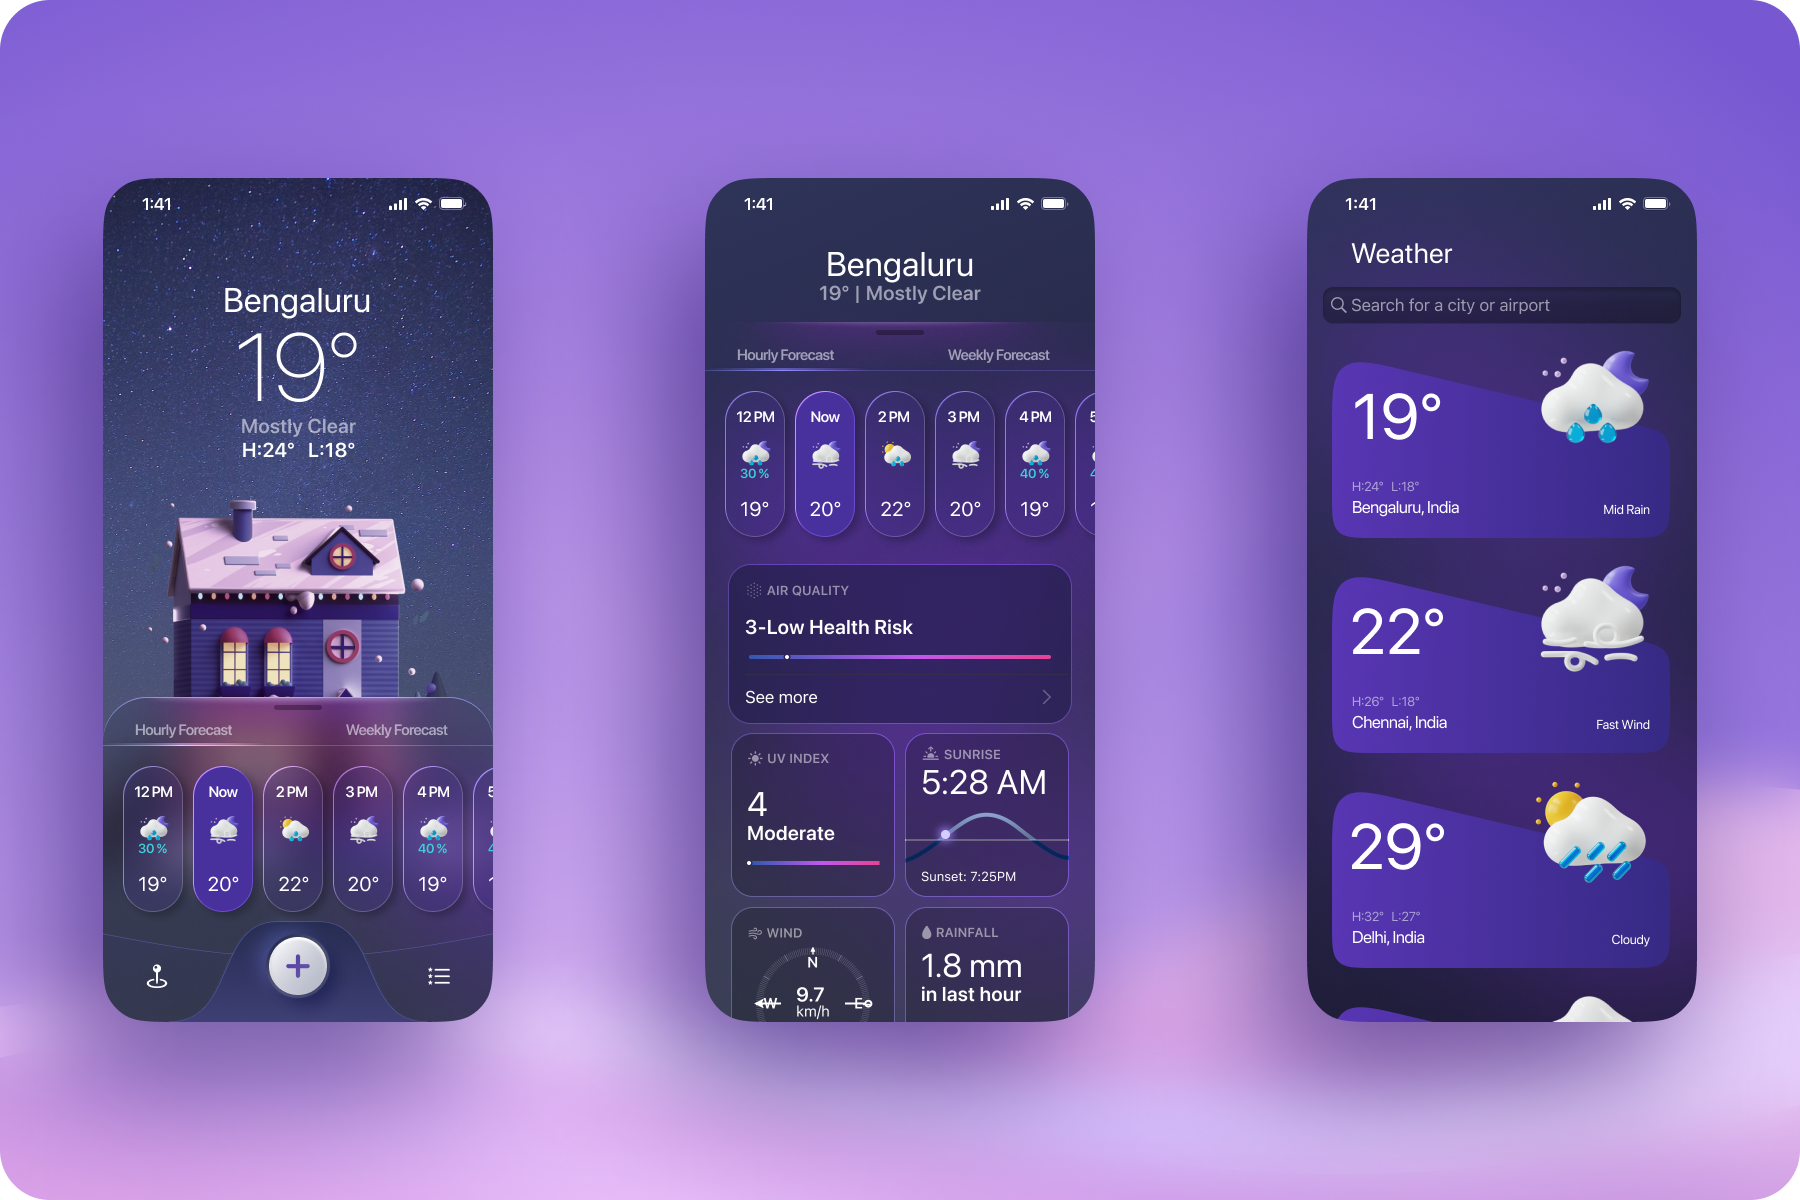 1:41
Bengaluru
19°
Mostly Clear
H:24° L:18°
Hourly Forecast Weekly Forecast
12 PM Now 2 PM 3 PM 4 PM 5
30 % 40 % 4
19° 20° 22° 20° 19° 1
1:41
Bengaluru
19° | Mostly Clear
Hourly Forecast Weekly Forecast
12 PM Now 2 PM 3 PM 4 PM 5
30 % 40 % 4
19° 20° 22° 20° 19° 1
AIR QUALITY
3-Low Health Risk
See more
UV INDEX
4
Moderate
SUNRISE
5:28 AM
Sunset: 7:25PM
WIND
N
W 9.7 E
km/h
RAINFALL
1.8 mm
in last hour
1:41
Weather
Search for a city or airport
19°
H:24° L:18°
Bengaluru, India Mid Rain
22°
H:26° L:18°
Chennai, India Fast Wind
29°
H:32° L:27°
Delhi, India Cloudy